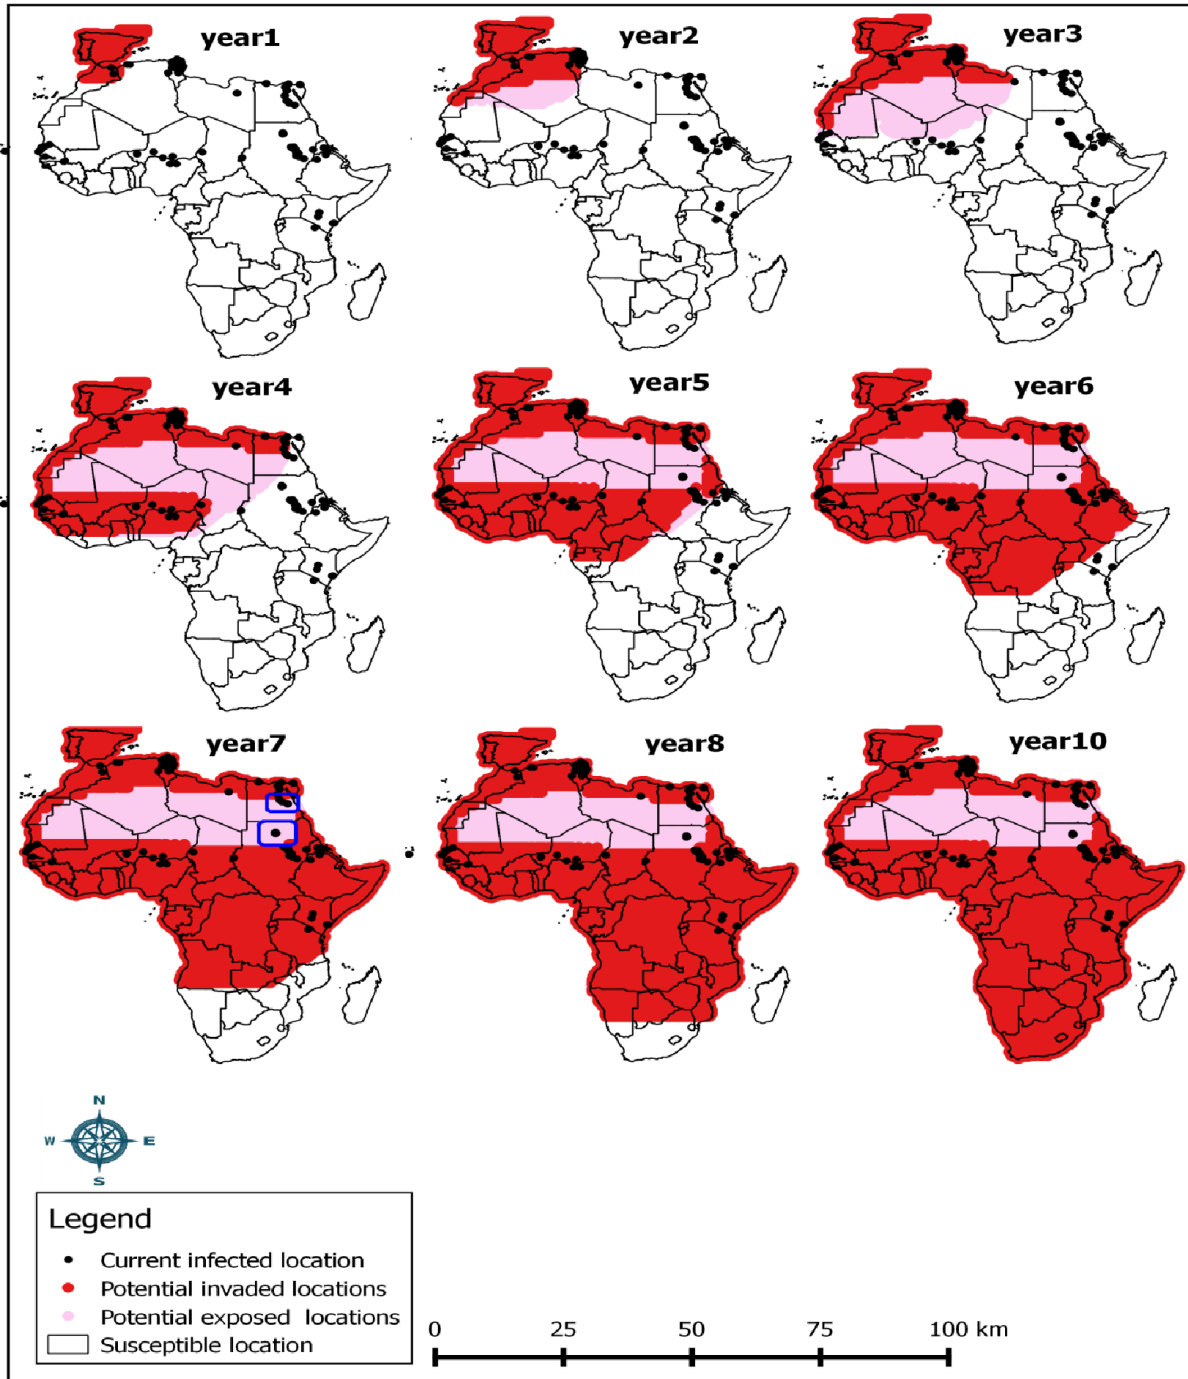 year1
year2
year3
year4
year5
year6
year7
year8
year10
N
W E
S
Legend
Current infected location
Potential invaded locations
Potential exposed locations
Susceptible location
0 25 50 75 100 km